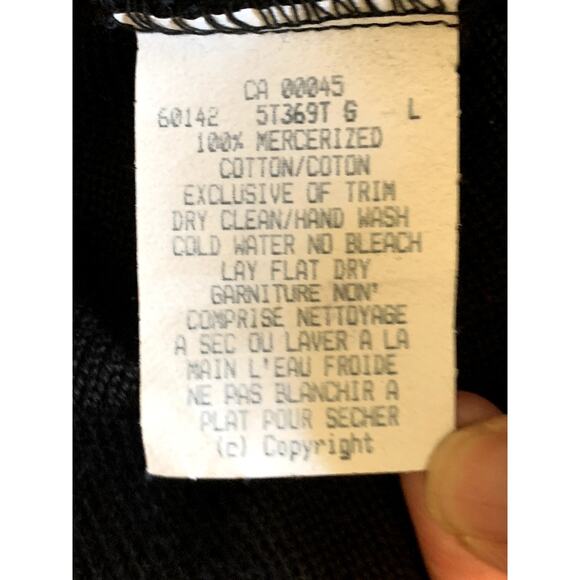 CA 00045
60142 5T369T G L
100% MERCERIZED
COTTON/COTON
EXCLUSIVE OF TRIM
DRY CLEAN/HAND WASH
COLD WATER NO BLEACH
LAY FLAT DRY
GARNITURE NON'
COMPRISE NETTOYAGE
A SEC OU LAVER A LA
MAIN L'EAU FROIDE
NE PAS BLANCHIR A
PLAT POUR SECHER
(c) Copyright